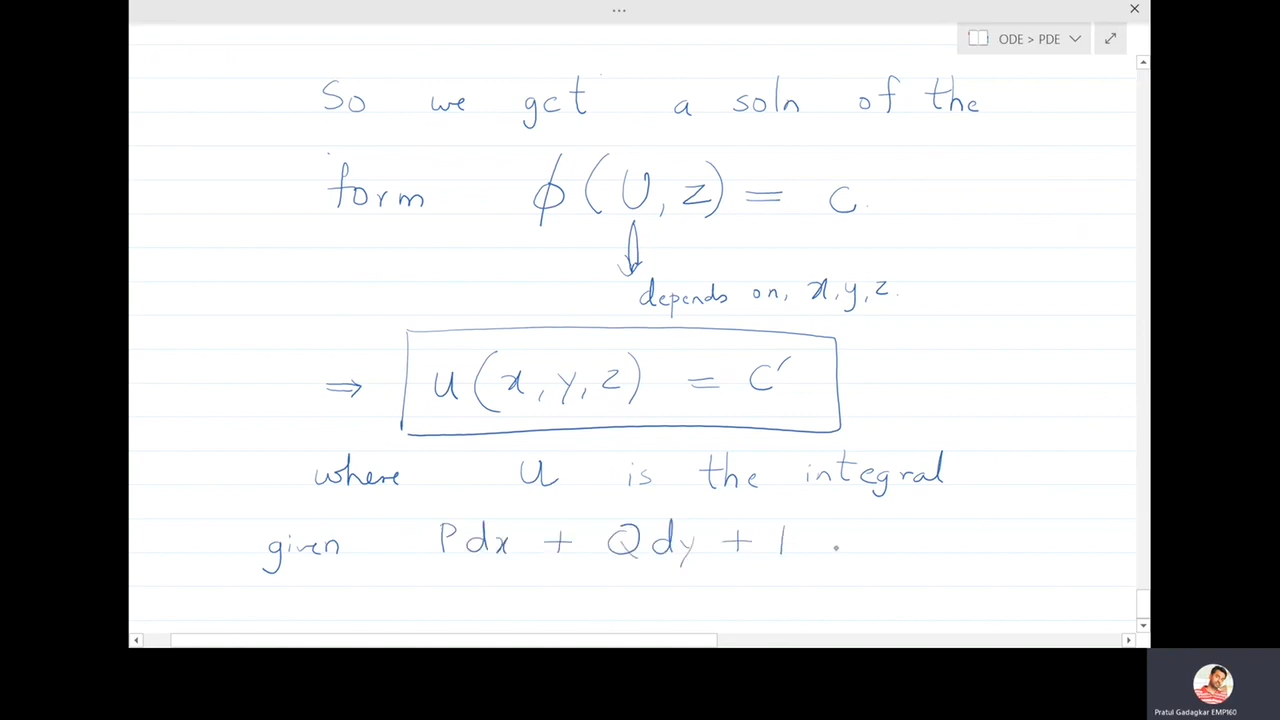 ODE > PDE
So we get a soln of the
form ϕ(U, z) = c.
depends on, x, y, z.
⇒ u(x, y, z) = c′
where u is the integral
given Pdx + Qdy + 1
Pratul Gadagkar EMP160